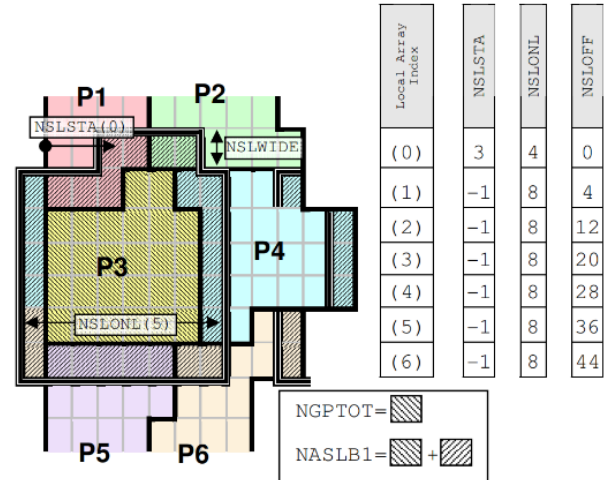 P1
P2
NSLSTA(0)
NSLWIDE
P3
P4
NSLONL(5)
P5
P6
Local Array
Index
NSLSTA
NSLONL
NSLOFF
(0) 3 4 0
(1) -1 8 4
(2) -1 8 12
(3) -1 8 20
(4) -1 8 28
(5) -1 8 36
(6) -1 8 44
NGPTOT=
NASLB1= +